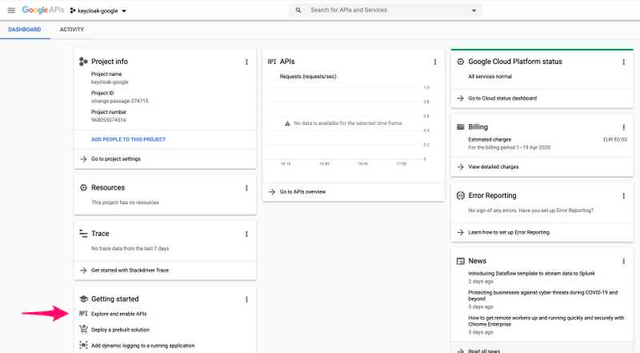 Google APIs
keycloak-google
Search for APIs and Services
DASHBOARD
ACTIVITY
Project info
Project name
keycloak-google
Project ID
strange-passage-274715
Project number
968055574516
ADD PEOPLE TO THIS PROJECT
Go to project settings
Resources
This project has no resources
Trace
No trace data from the last 7 days
Get started with Stackdriver Trace
Getting started
Explore and enable APIs
Deploy a prebuilt solution
Add dynamic logging to a running application
RPI APIs
Requests (requests/sec)
1.0
0.8
0.6
0.4
0.2
0
No data is available for the selected time frame.
16:15
16:30
16:45
17:00
Go to APIs overview
Google Cloud Platform status
All services normal
Go to Cloud status dashboard
Billing
Estimated charges
EUR €0.00
For the billing period 1 - 19 Apr 2020
View detailed charges
Error Reporting
No sign of any errors. Have you set up Error Reporting?
Learn how to set up Error Reporting
News
Introducing Dataflow template to stream data to Splunk
2 days ago
Protecting businesses against cyber threats during COVID-19 and
beyond
3 days ago
How to get remote workers up and running quickly and securely with
Chrome Enterprise
3 days ago
Read all news